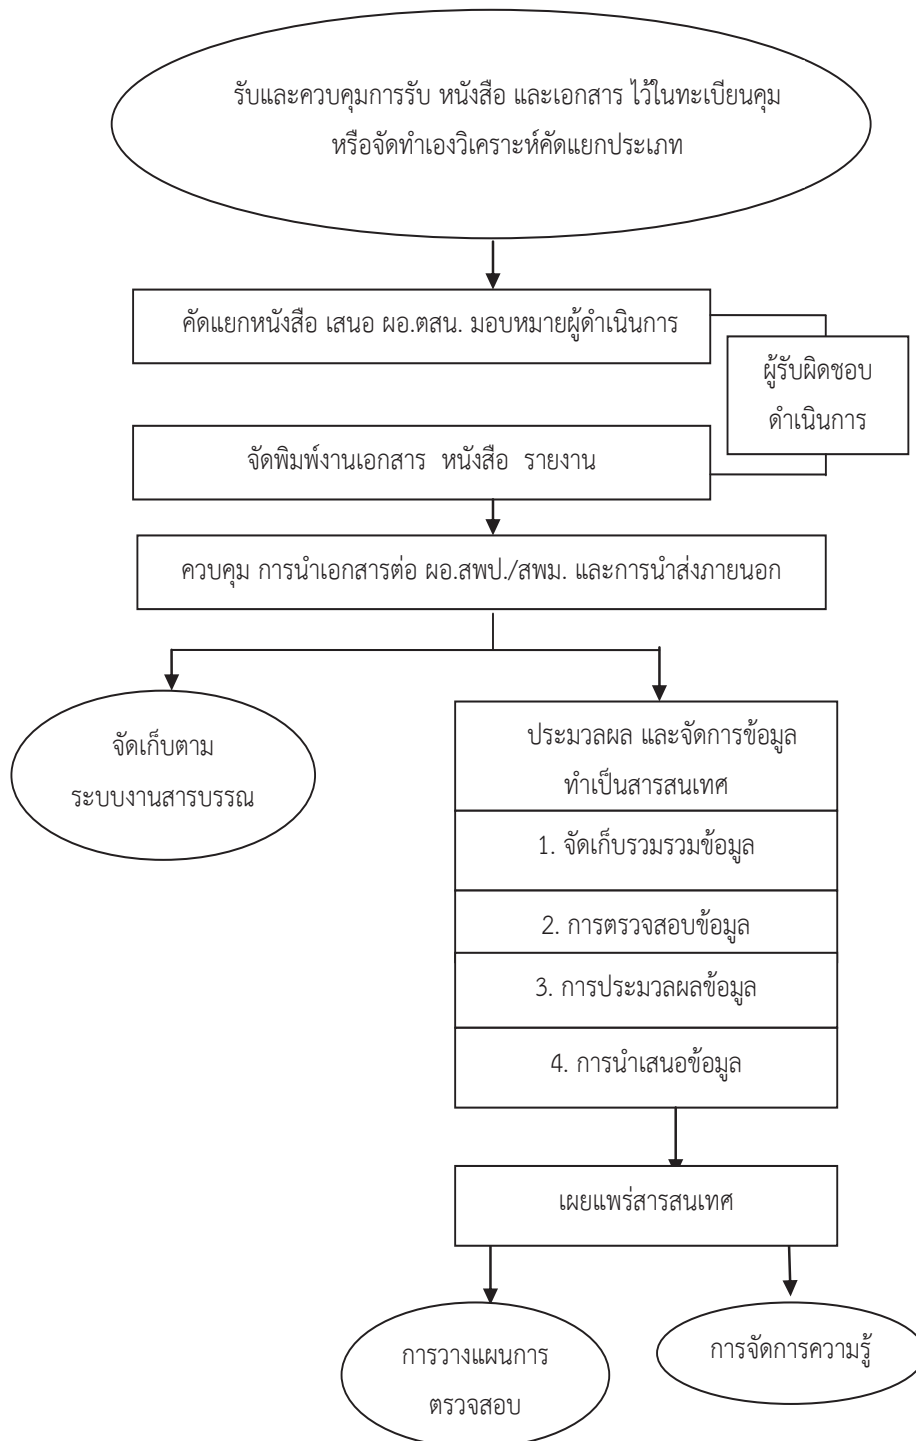 รับและควบคุมการรับ หนังสือ และเอกสาร ไว้ในทะเบียนคุม
หรือจัดทำเองวิเคราะห์คัดแยกประเภท
คัดแยกหนังสือ เสนอ ผอ.ตสน. มอบหมายผู้ดำเนินการ
ผู้รับผิดชอบ
ดำเนินการ
จัดพิมพ์งานเอกสาร หนังสือ รายงาน
ควบคุม การนำเอกสารต่อ ผอ.สพป./สพม. และการนำส่งภายนอก
จัดเก็บตาม
ระบบงานสารบรรณ
ประมวลผล และจัดการข้อมูล
ทำเป็นสารสนเทศ
1. จัดเก็บรวมรวมข้อมูล
2. การตรวจสอบข้อมูล
3. การประมวลผลข้อมูล
4. การนำเสนอข้อมูล
เผยแพร่สารสนเทศ
การวางแผนการ
ตรวจสอบ
การจัดการความรู้